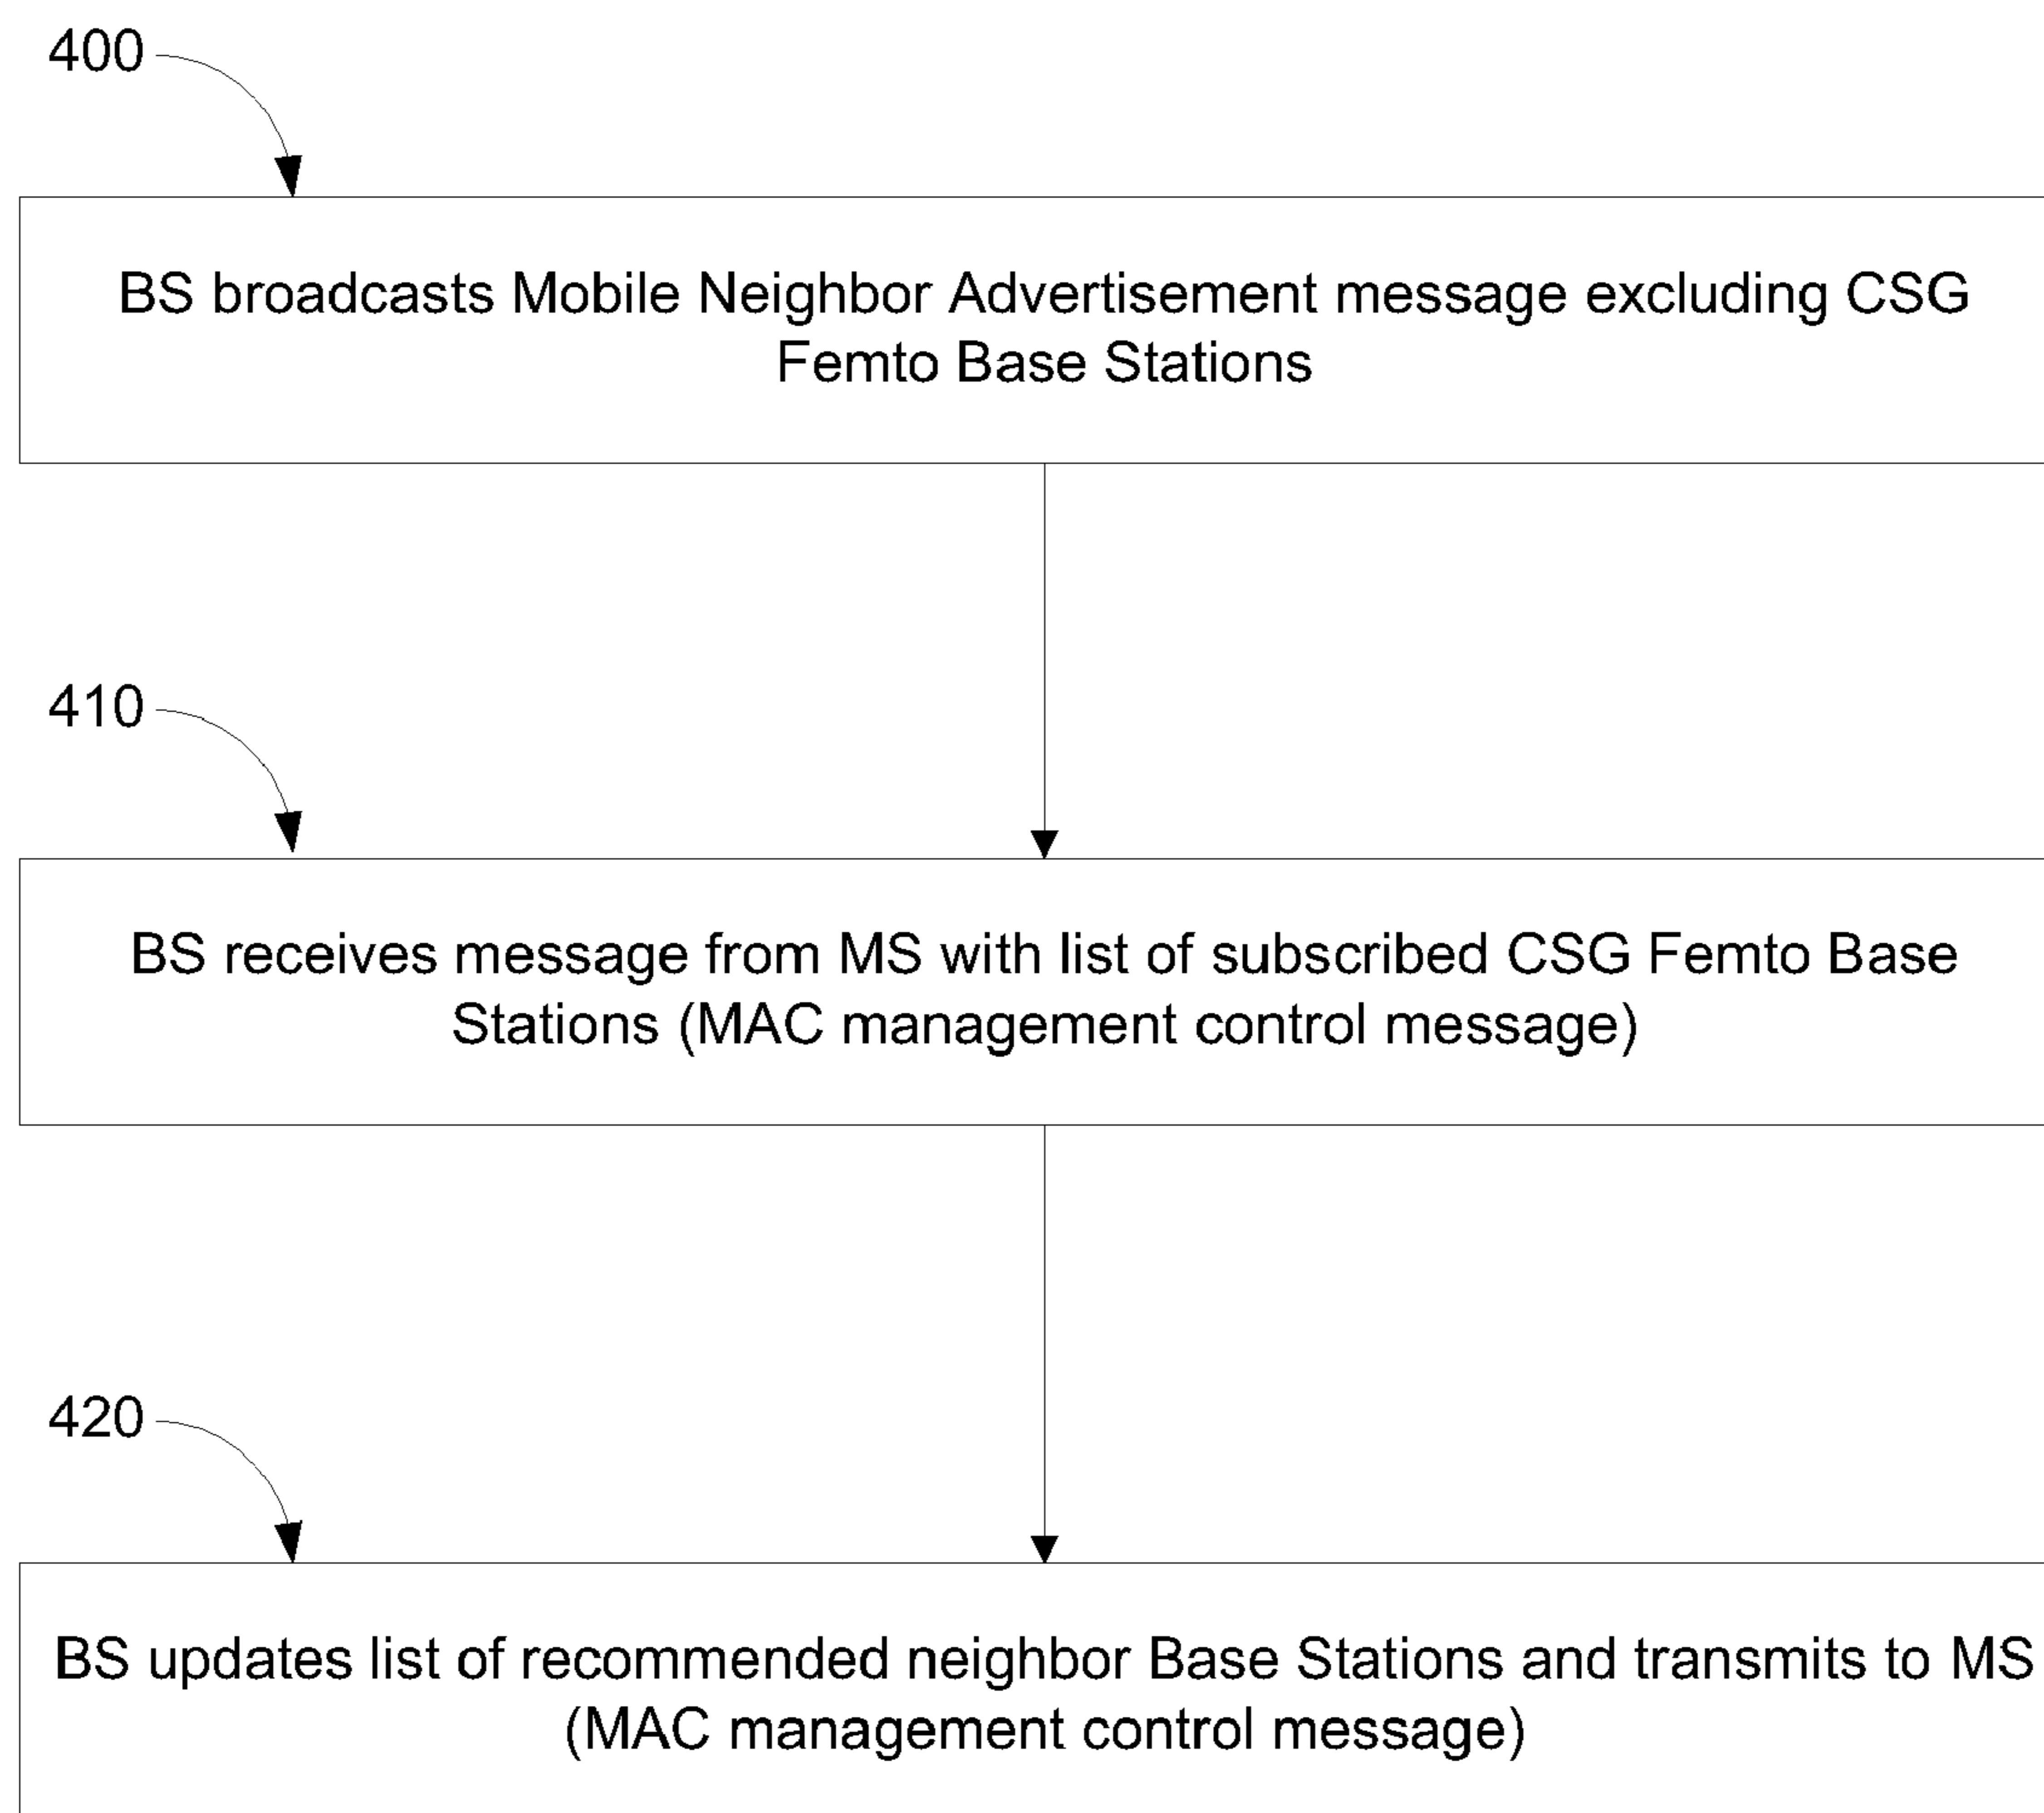 400
BS broadcasts Mobile Neighbor Advertisement message excluding CSG
Femto Base Stations
410
BS receives message from MS with list of subscribed CSG Femto Base
Stations (MAC management control message)
420
BS updates list of recommended neighbor Base Stations and transmits to MS
(MAC management control message)